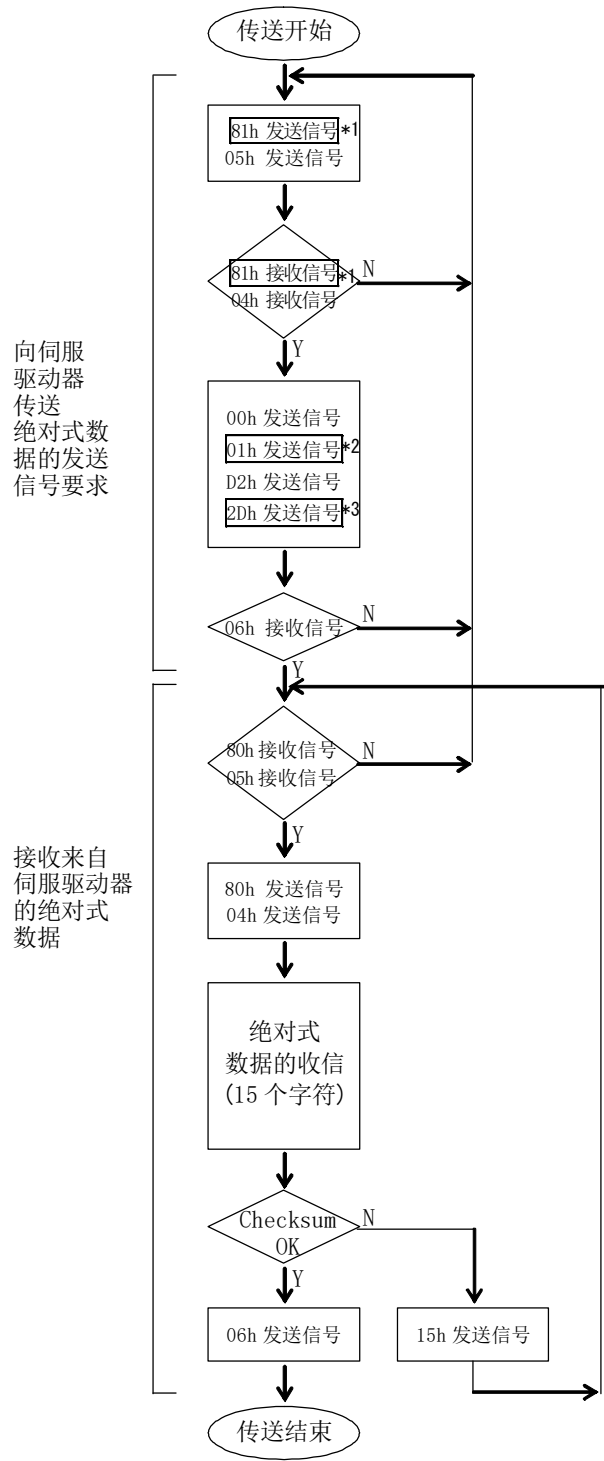 传送开始
81h 发送信号*1
05h 发送信号
81h 接收信号*1
N
04h 接收信号
Y
向伺服
驱动器
传送
绝对式数
据的发送
信号要求
00h 发送信号
01h 发送信号*2
D2h 发送信号
2Dh 发送信号*3
06h 接收信号
N
Y
80h 接收信号
N
05h 接收信号
Y
接收来自
伺服驱动器
的绝对式
数据
80h 发送信号
04h 发送信号
绝对式
数据的收信
(15 个字符)
Checksum
N
OK
Y
06h 发送信号
15h 发送信号
传送结束